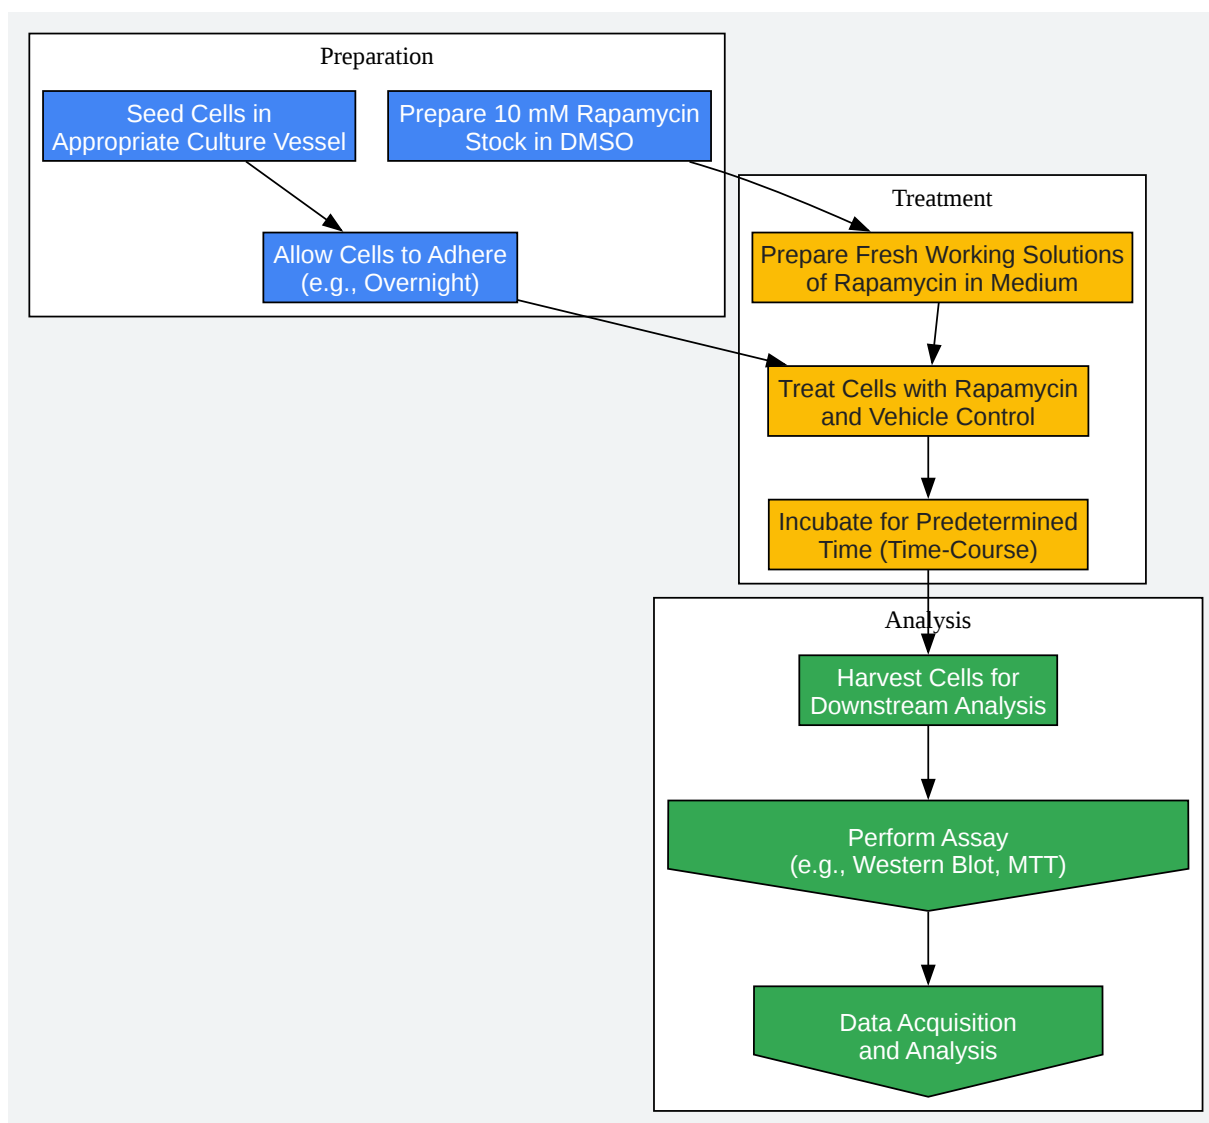 Preparation
Seed Cells in
Appropriate Culture Vessel
Prepare 10 mM Rapamycin
Stock in DMSO
Allow Cells to Adhere
(e.g., Overnight)
Treatment
Prepare Fresh Working Solutions
of Rapamycin in Medium
Treat Cells with Rapamycin
and Vehicle Control
Incubate for Predetermined
Time (Time-Course)
Analysis
Harvest Cells for
Downstream Analysis
Perform Assay
(e.g., Western Blot, MTT)
Data Acquisition
and Analysis